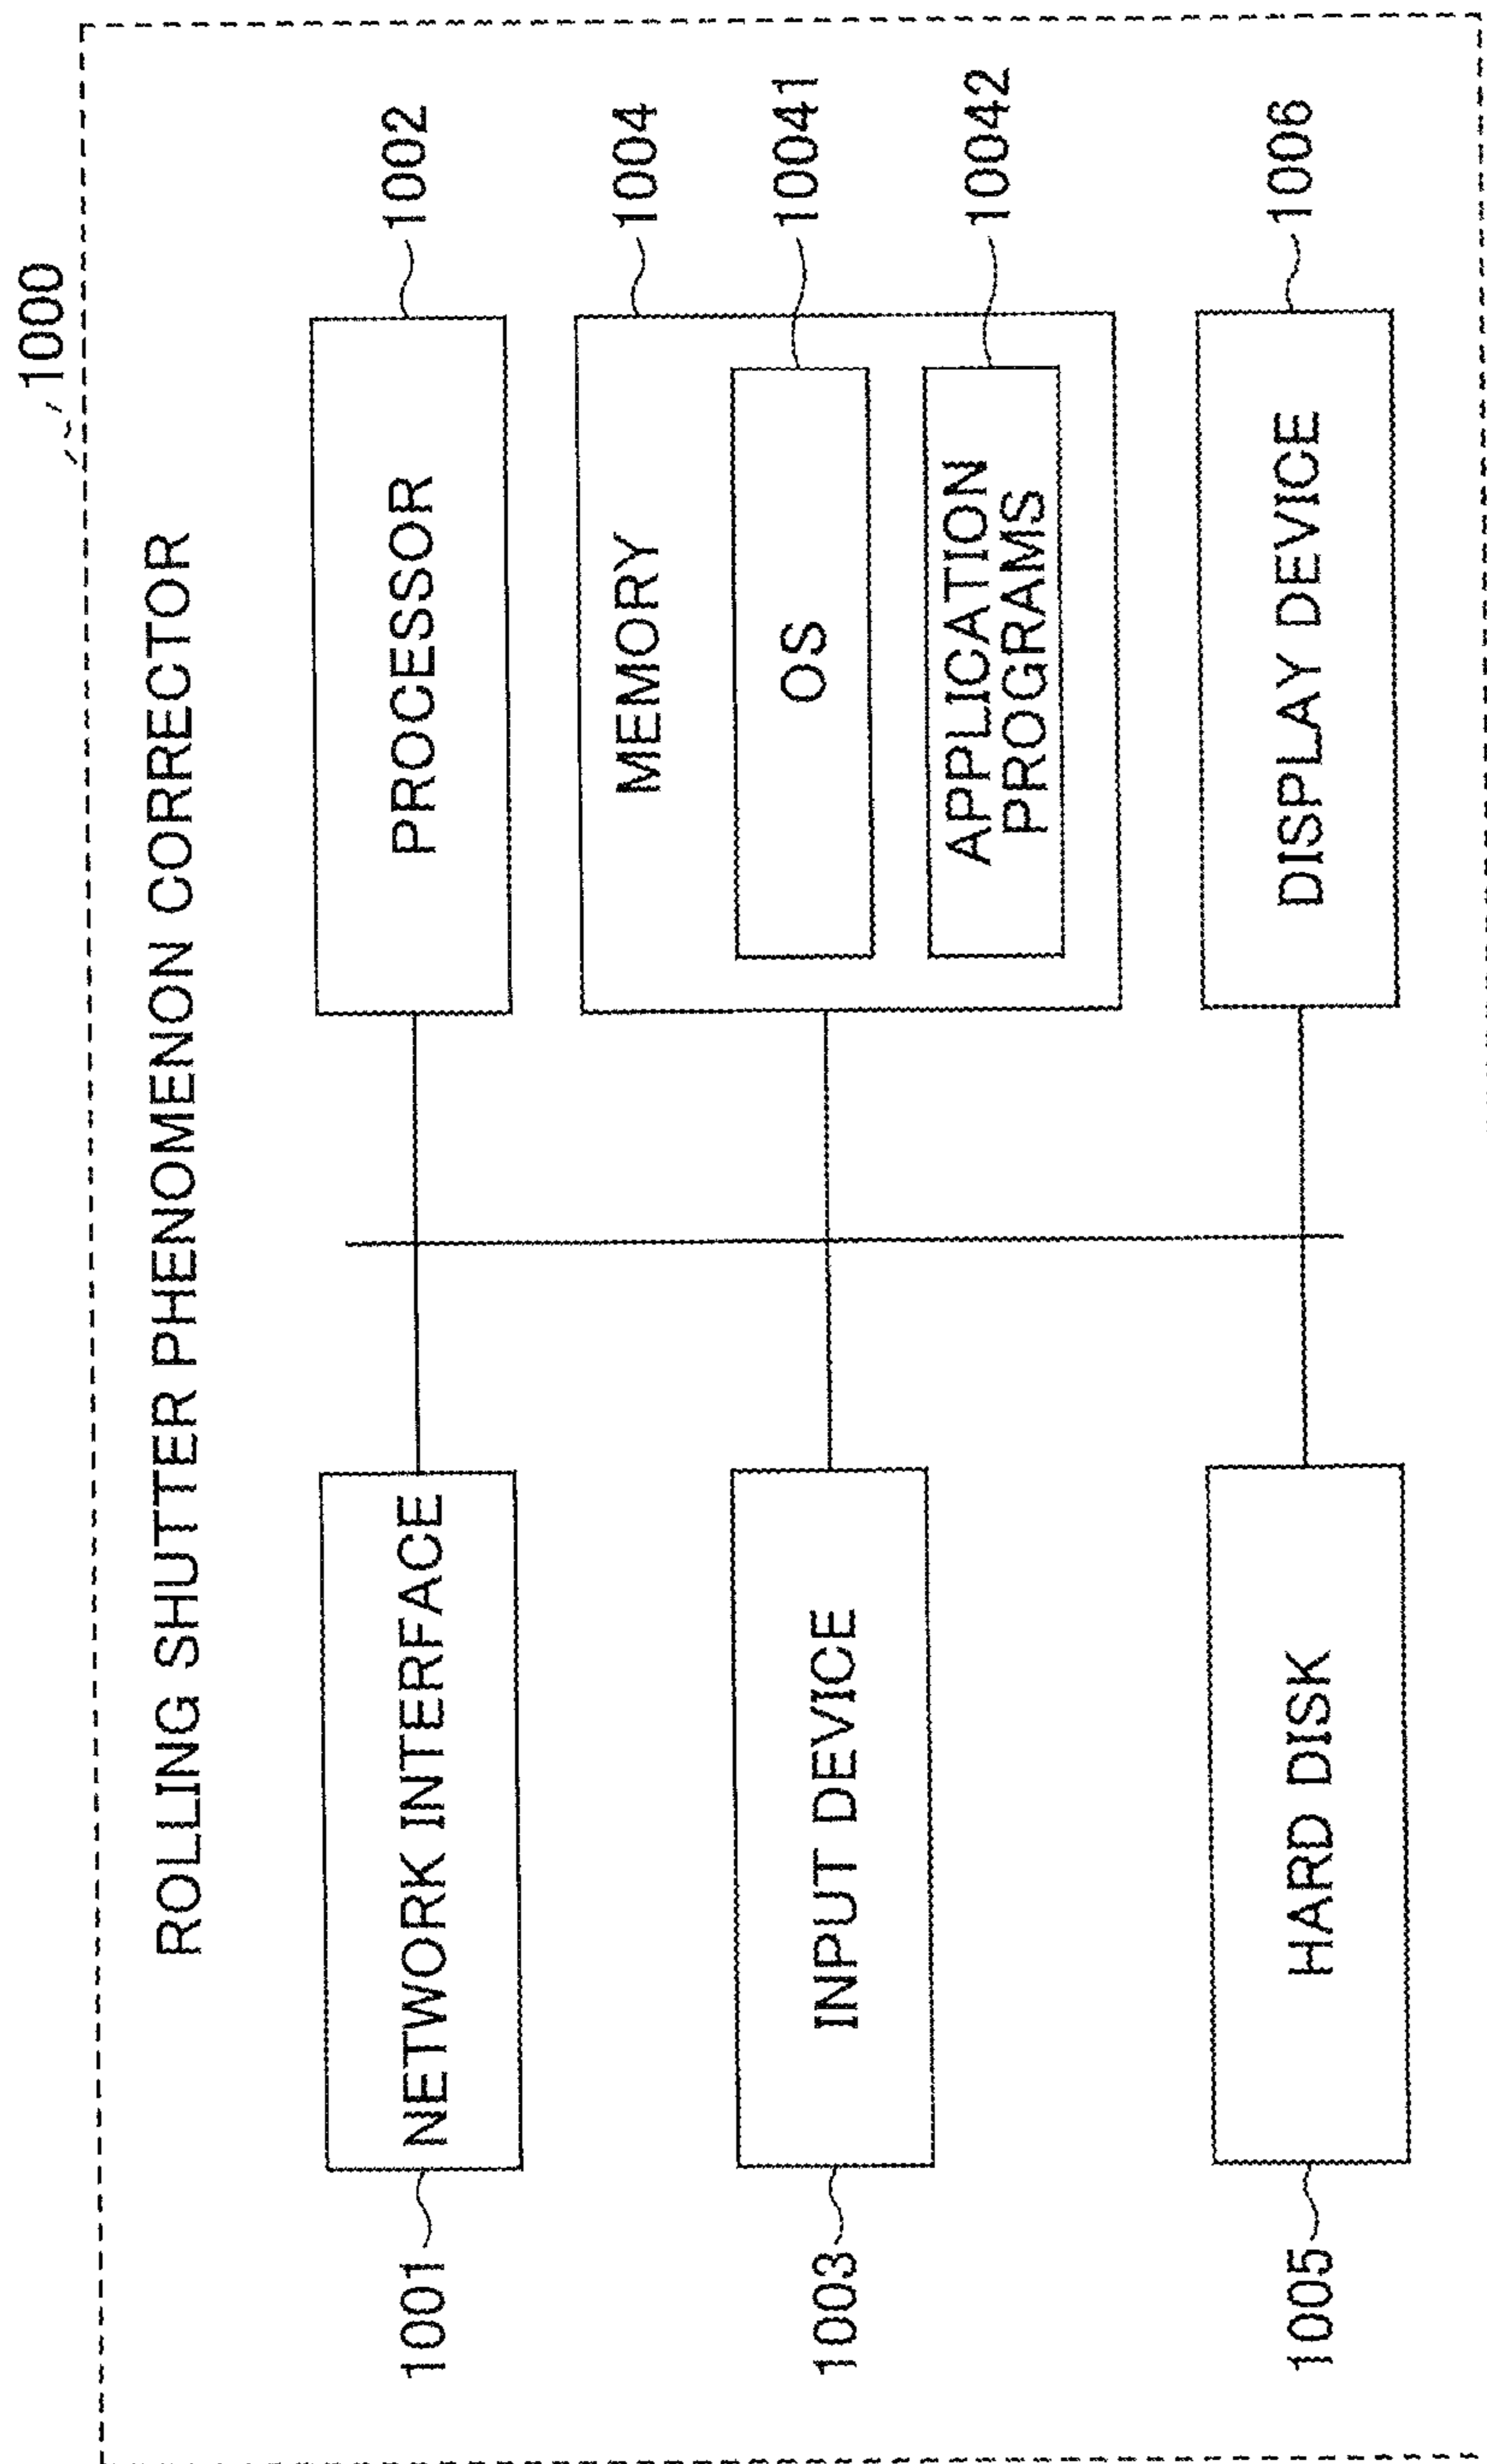 1000
ROLLING SHUTTER PHENOMENON CORRECTOR
1001
NETWORK INTERFACE
PROCESSOR
1002
1003
INPUT DEVICE
MEMORY
1004
OS
10041
APPLICATION
PROGRAMS
10042
1005
HARD DISK
DISPLAY DEVICE
1006